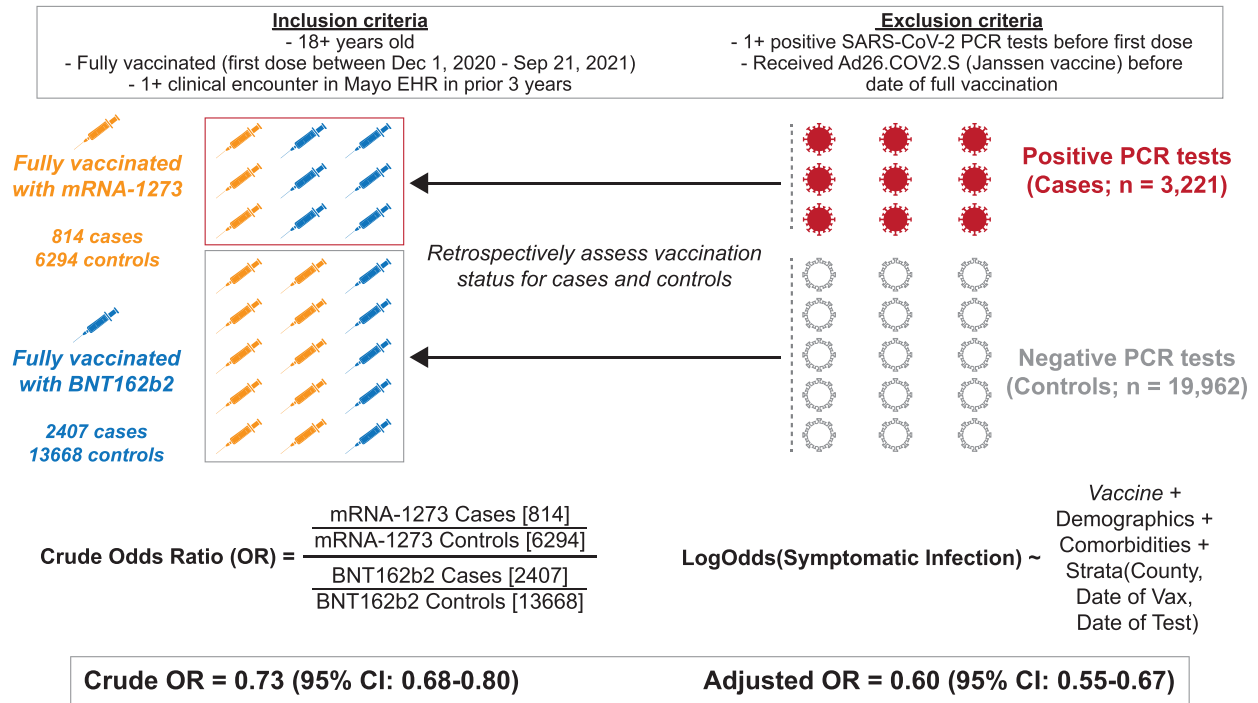 Inclusion criteria
- 18+ years old
- Fully vaccinated (first dose between Dec 1, 2020 - Sep 21, 2021)
- 1+ clinical encounter in Mayo EHR in prior 3 years
Exclusion criteria
- 1+ positive SARS-CoV-2 PCR tests before first dose
- Received Ad26.COV2.S (Janssen vaccine) before
date of full vaccination
Fully vaccinated
with mRNA-1273
814 cases
6294 controls
Fully vaccinated
with BNT162b2
2407 cases
13668 controls
Retrospectively assess vaccination
status for cases and controls
Positive PCR tests
(Cases; n = 3,221)
Negative PCR tests
(Controls; n = 19,962)
Crude Odds Ratio (OR) =
mRNA-1273 Cases [814]
mRNA-1273 Controls [6294]
BNT162b2 Cases [2407]
BNT162b2 Controls [13668]
LogOdds(Symptomatic Infection) ~
Vaccine +
Demographics +
Comorbidities +
Strata(County,
Date of Vax,
Date of Test)
Crude OR = 0.73 (95% CI: 0.68-0.80)
Adjusted OR = 0.60 (95% CI: 0.55-0.67)